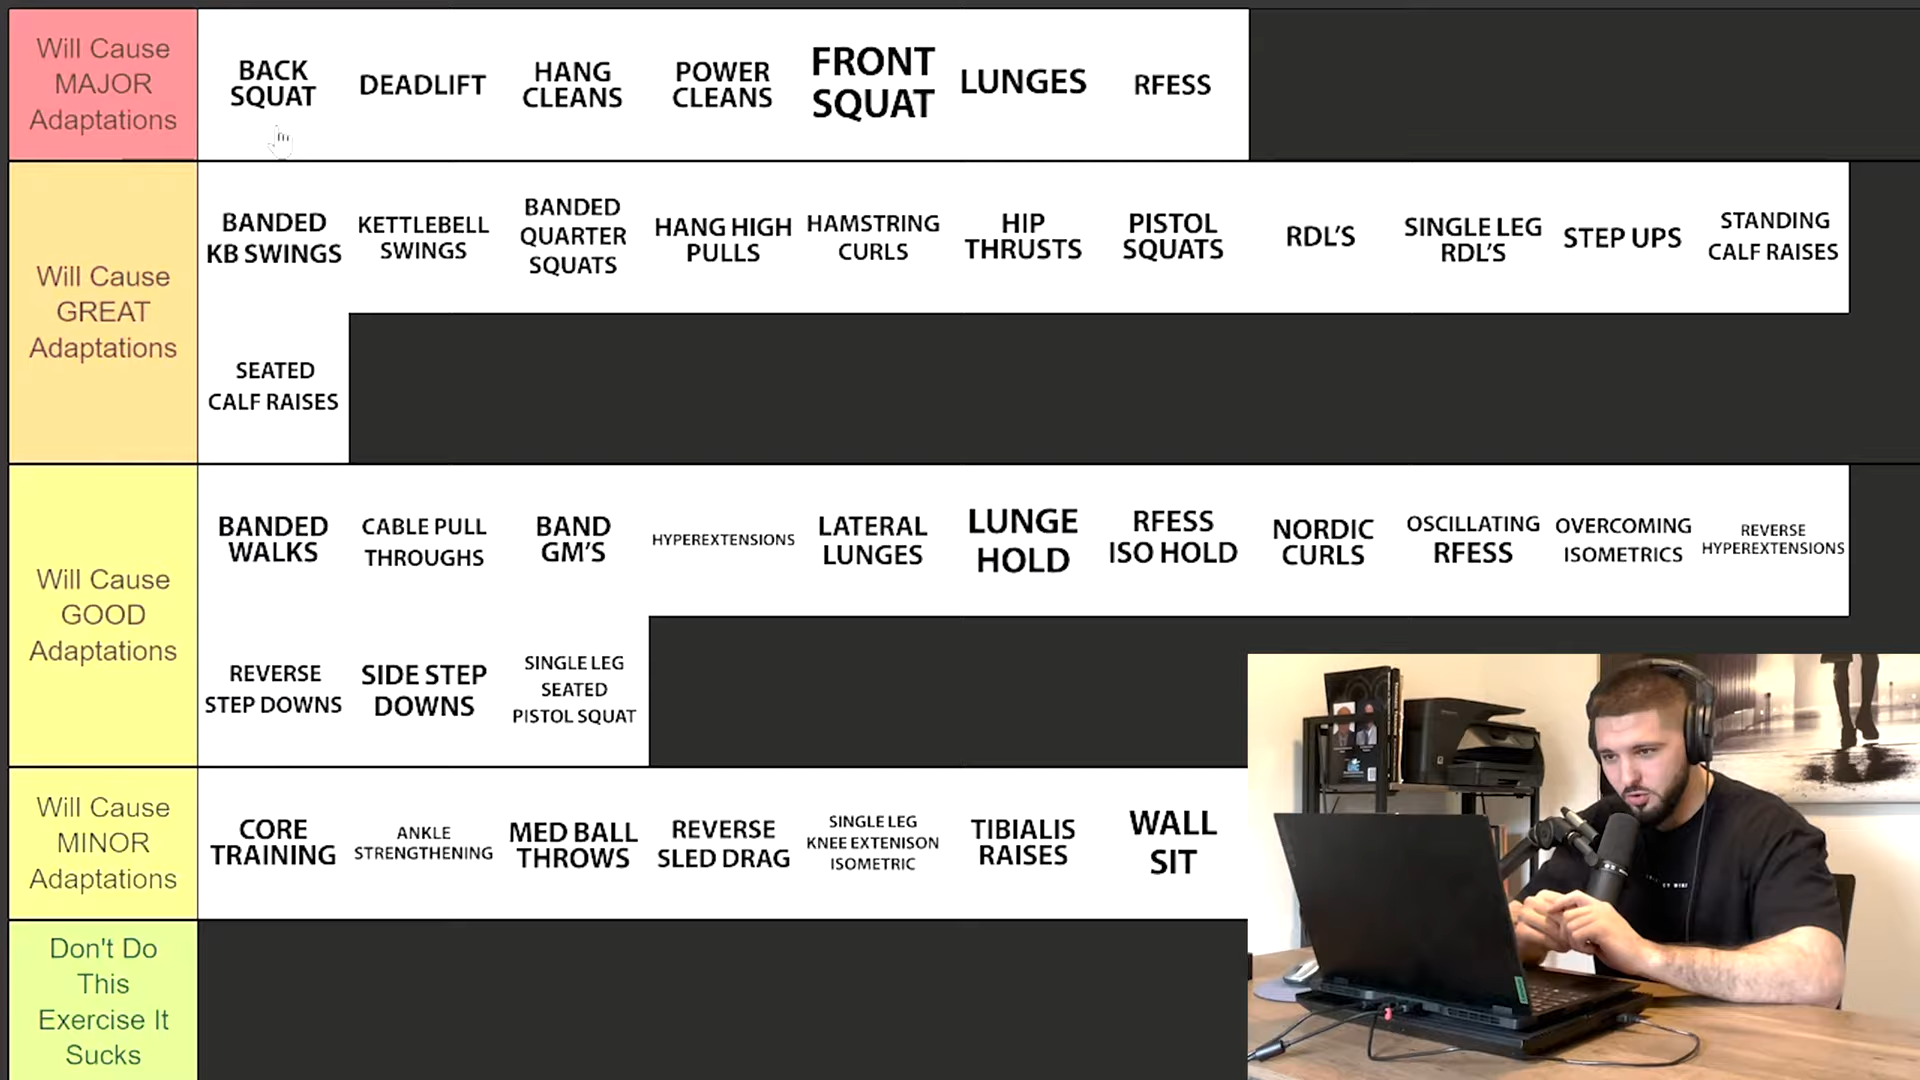 Will Cause
MAJOR
Adaptations
BACK
SQUAT
DEADLIFT
HANG
CLEANS
POWER
CLEANS
FRONT
SQUAT
LUNGES
RFESS
Will Cause
GREAT
Adaptations
BANDED
KB SWINGS
KETTLEBELL
SWINGS
BANDED
QUARTER
SQUATS
HANG HIGH
PULLS
HAMSTRING
CURLS
HIP
THRUSTS
PISTOL
SQUATS
RDL'S
SINGLE LEG
RDL'S
STEP UPS
STANDING
CALF RAISES
SEATED
CALF RAISES
Will Cause
GOOD
Adaptations
BANDED
WALKS
CABLE PULL
THROUGHS
BAND
GM'S
HYPEREXTENSIONS
LATERAL
LUNGES
LUNGE
HOLD
RFESS
ISO HOLD
NORDIC
CURLS
OSCILLATING
RFESS
OVERCOMING
ISOMETRICS
REVERSE
HYPEREXTENSIONS
REVERSE
STEP DOWNS
SIDE STEP
DOWNS
SINGLE LEG
SEATED
PISTOL SQUAT
Will Cause
MINOR
Adaptations
CORE
TRAINING
ANKLE
STRENGTHENING
MED BALL
THROWS
REVERSE
SLED DRAG
SINGLE LEG
KNEE EXTENISON
ISOMETRIC
TIBIALIS
RAISES
WALL
SIT
Don't Do
This
Exercise It
Sucks